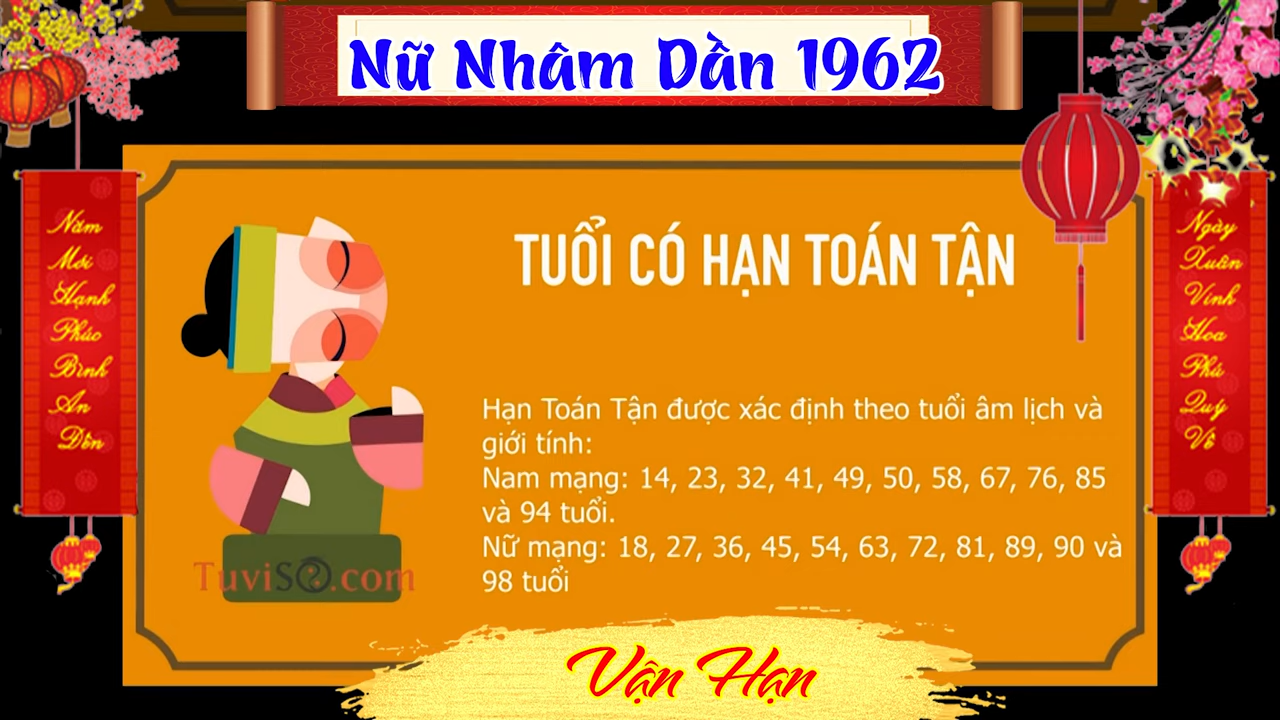 Nữ Nhâm Dần 1962
Năm
Mới
Hạnh
Phúc
Bình
An
Đến
TUỔI CÓ HẠN TOÁN TẬN
Hạn Toán Tận được xác định theo tuổi âm lịch và
giới tính:
Nam mạng: 14, 23, 32, 41, 49, 50, 58, 67, 76, 85
và 94 tuổi.
Nữ mạng: 18, 27, 36, 45, 54, 63, 72, 81, 89, 90 và
98 tuổi
TuviSO.com
Ngày
Xuân
Vinh
Hoa
Phú
Quý
Về
Vận Hạn